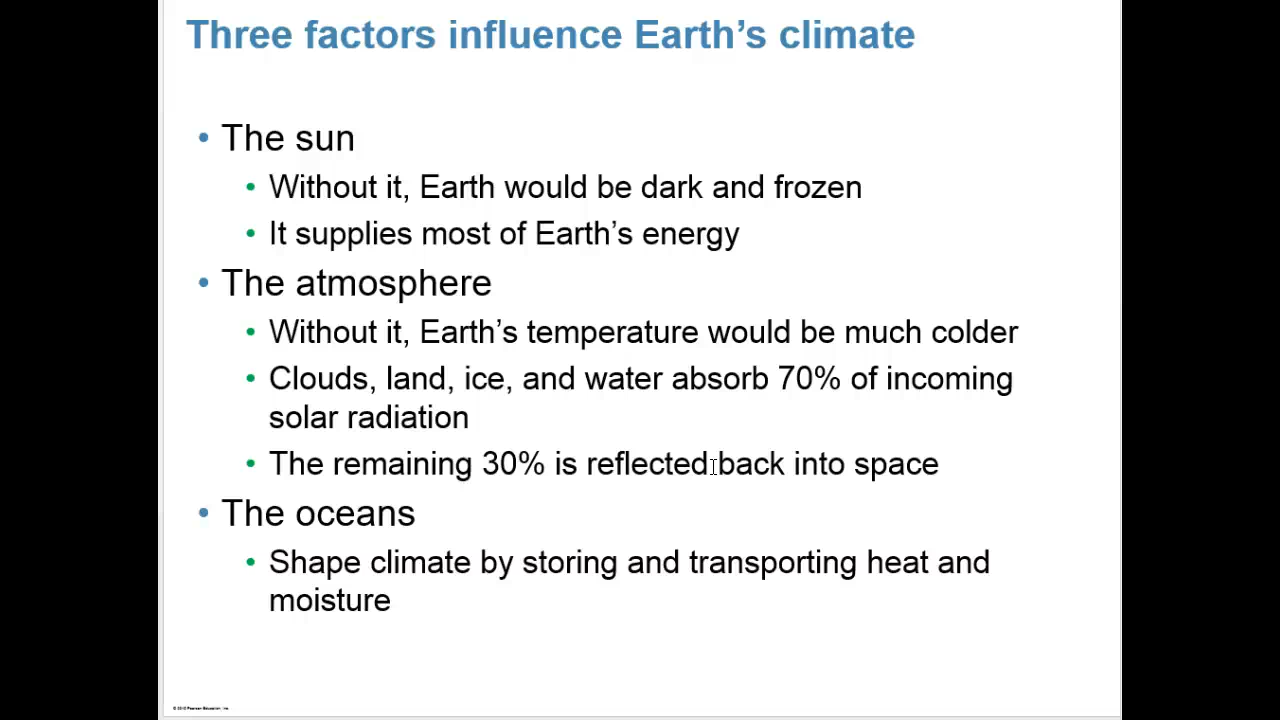 Three factors influence Earth’s climate
• The sun
• Without it, Earth would be dark and frozen
• It supplies most of Earth’s energy
• The atmosphere
• Without it, Earth’s temperature would be much colder
• Clouds, land, ice, and water absorb 70% of incoming
solar radiation
• The remaining 30% is reflected back into space
• The oceans
• Shape climate by storing and transporting heat and
moisture